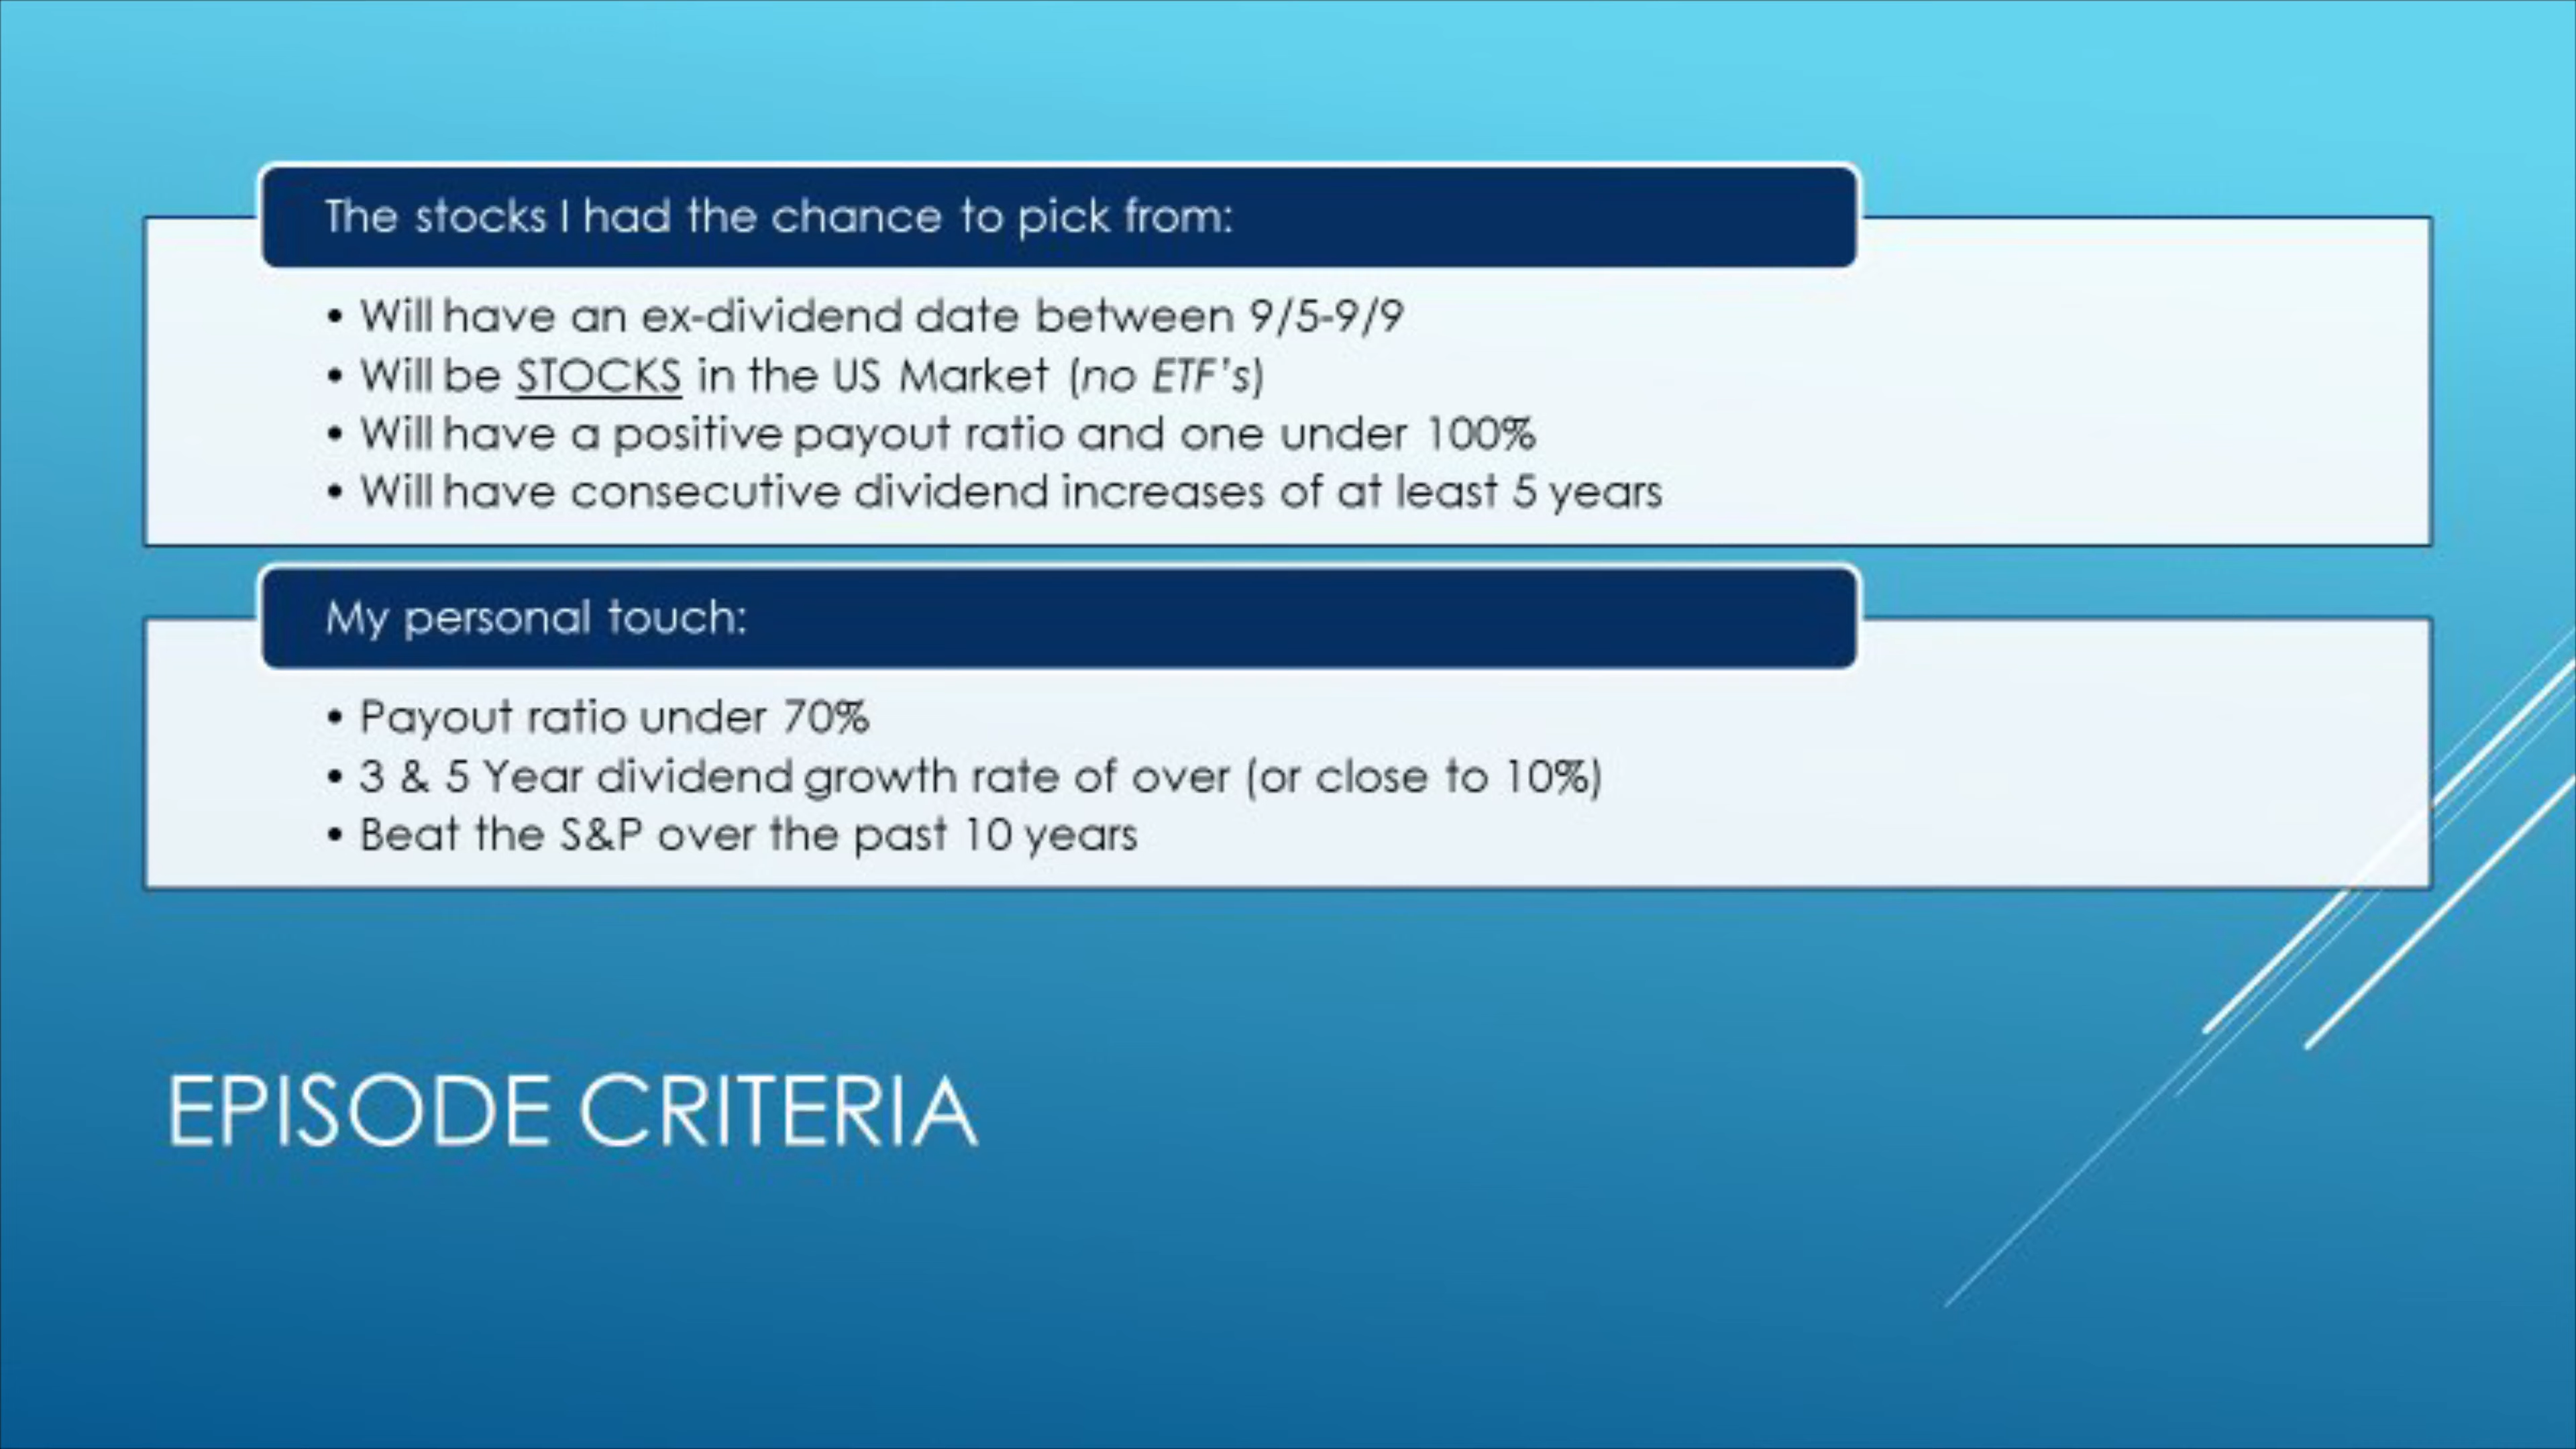 The stocks I had the chance to pick from:
• Will have an ex-dividend date between 9/5-9/9
• Will be STOCKS in the US Market (no ETF's)
• Will have a positive payout ratio and one under 100%
• Will have consecutive dividend increases of at least 5 years
My personal touch:
• Payout ratio under 70%
• 3 & 5 Year dividend growth rate of over (or close to 10%)
• Beat the S&P over the past 10 years
EPISODE CRITERIA